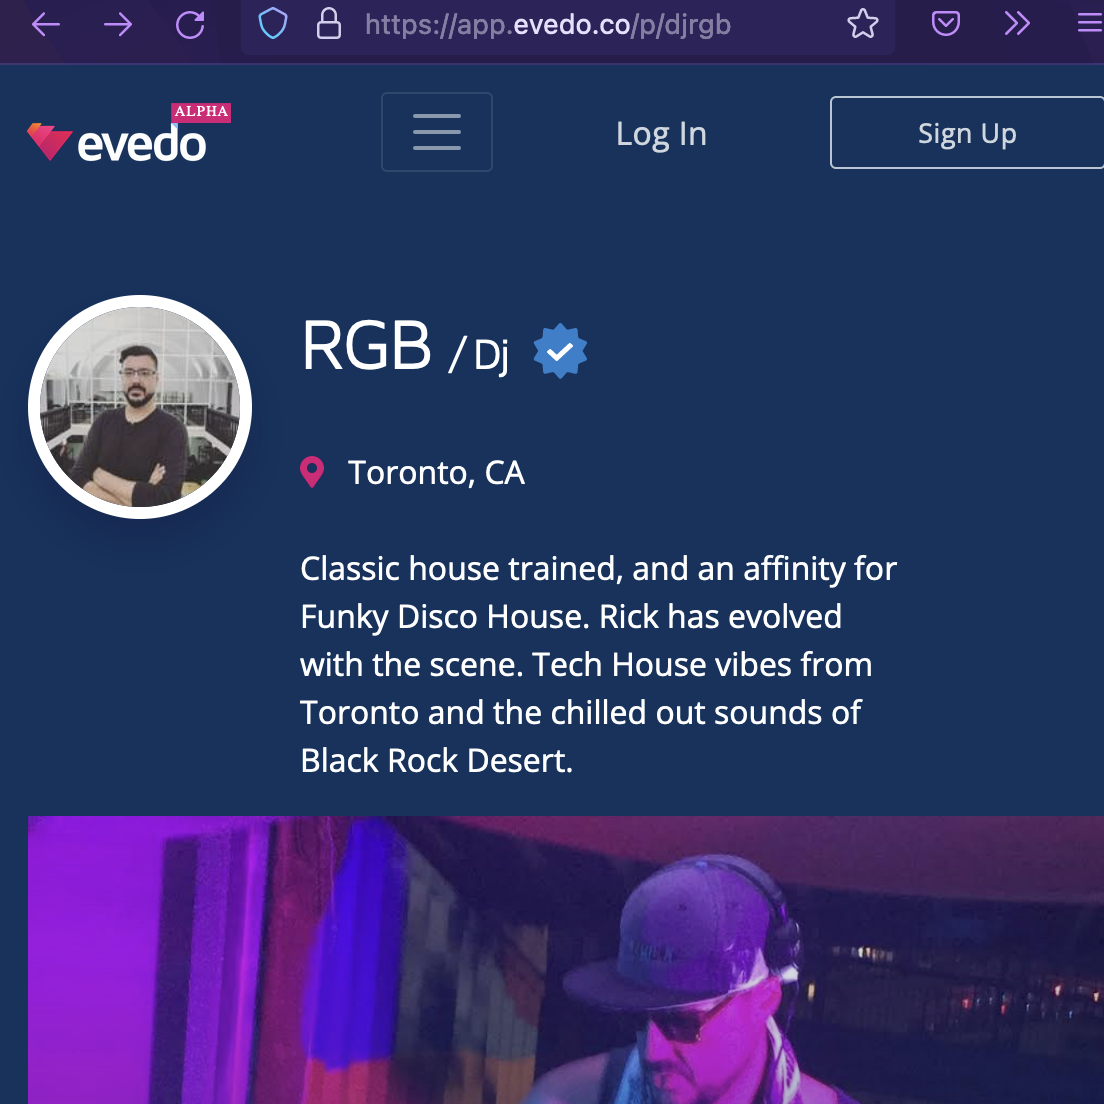 https://app.evedo.co/p/djrgb
ALPHA
evedo
Log In
Sign Up
RGB / Dj
Toronto, CA
Classic house trained, and an affinity for
Funky Disco House. Rick has evolved
with the scene. Tech House vibes from
Toronto and the chilled out sounds of
Black Rock Desert.